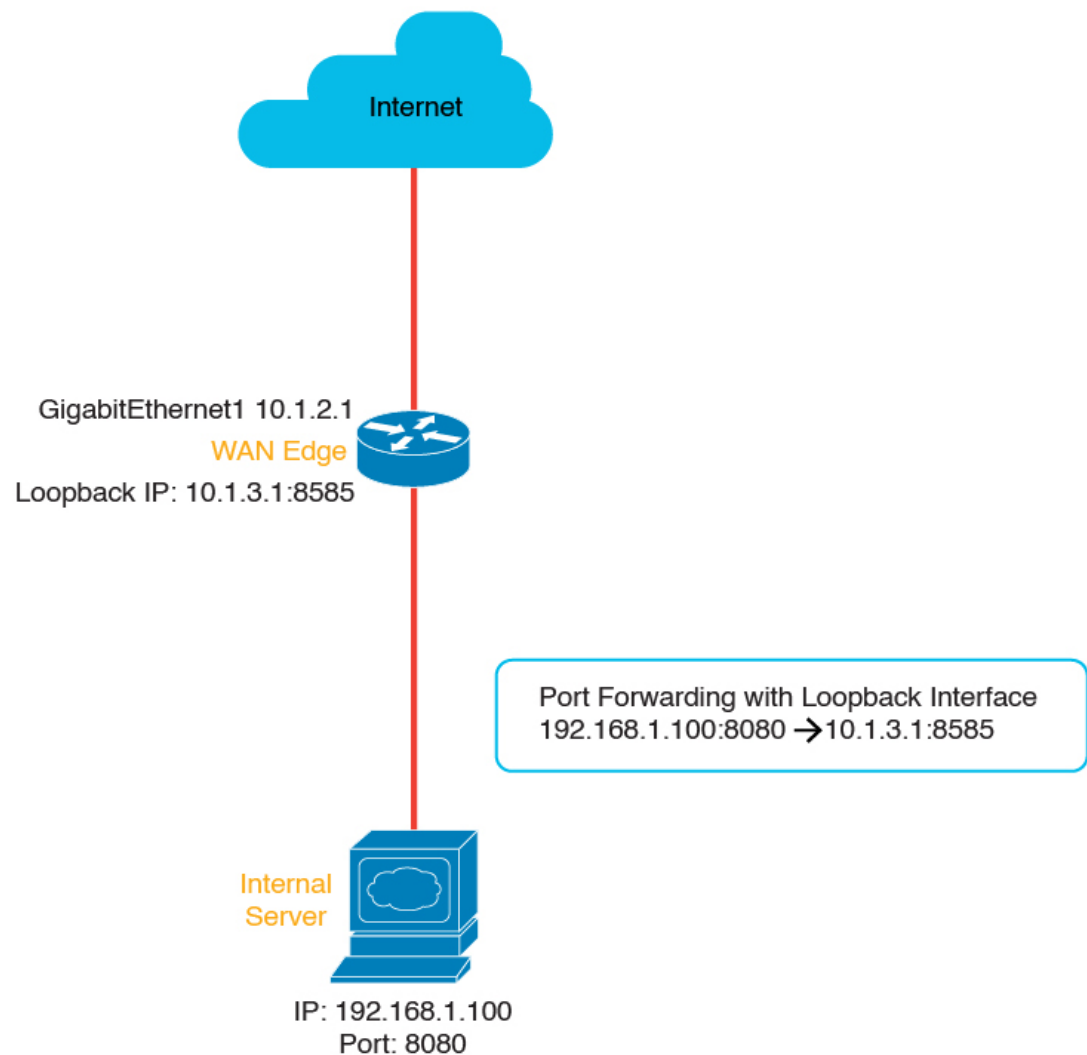 Internet
GigabitEthernet1 10.1.2.1
WAN Edge
Loopback IP: 10.1.3.1:8585
Port Forwarding with Loopback Interface
192.168.1.100:8080 →10.1.3.1:8585
Internal
Server
IP: 192.168.1.100
Port: 8080